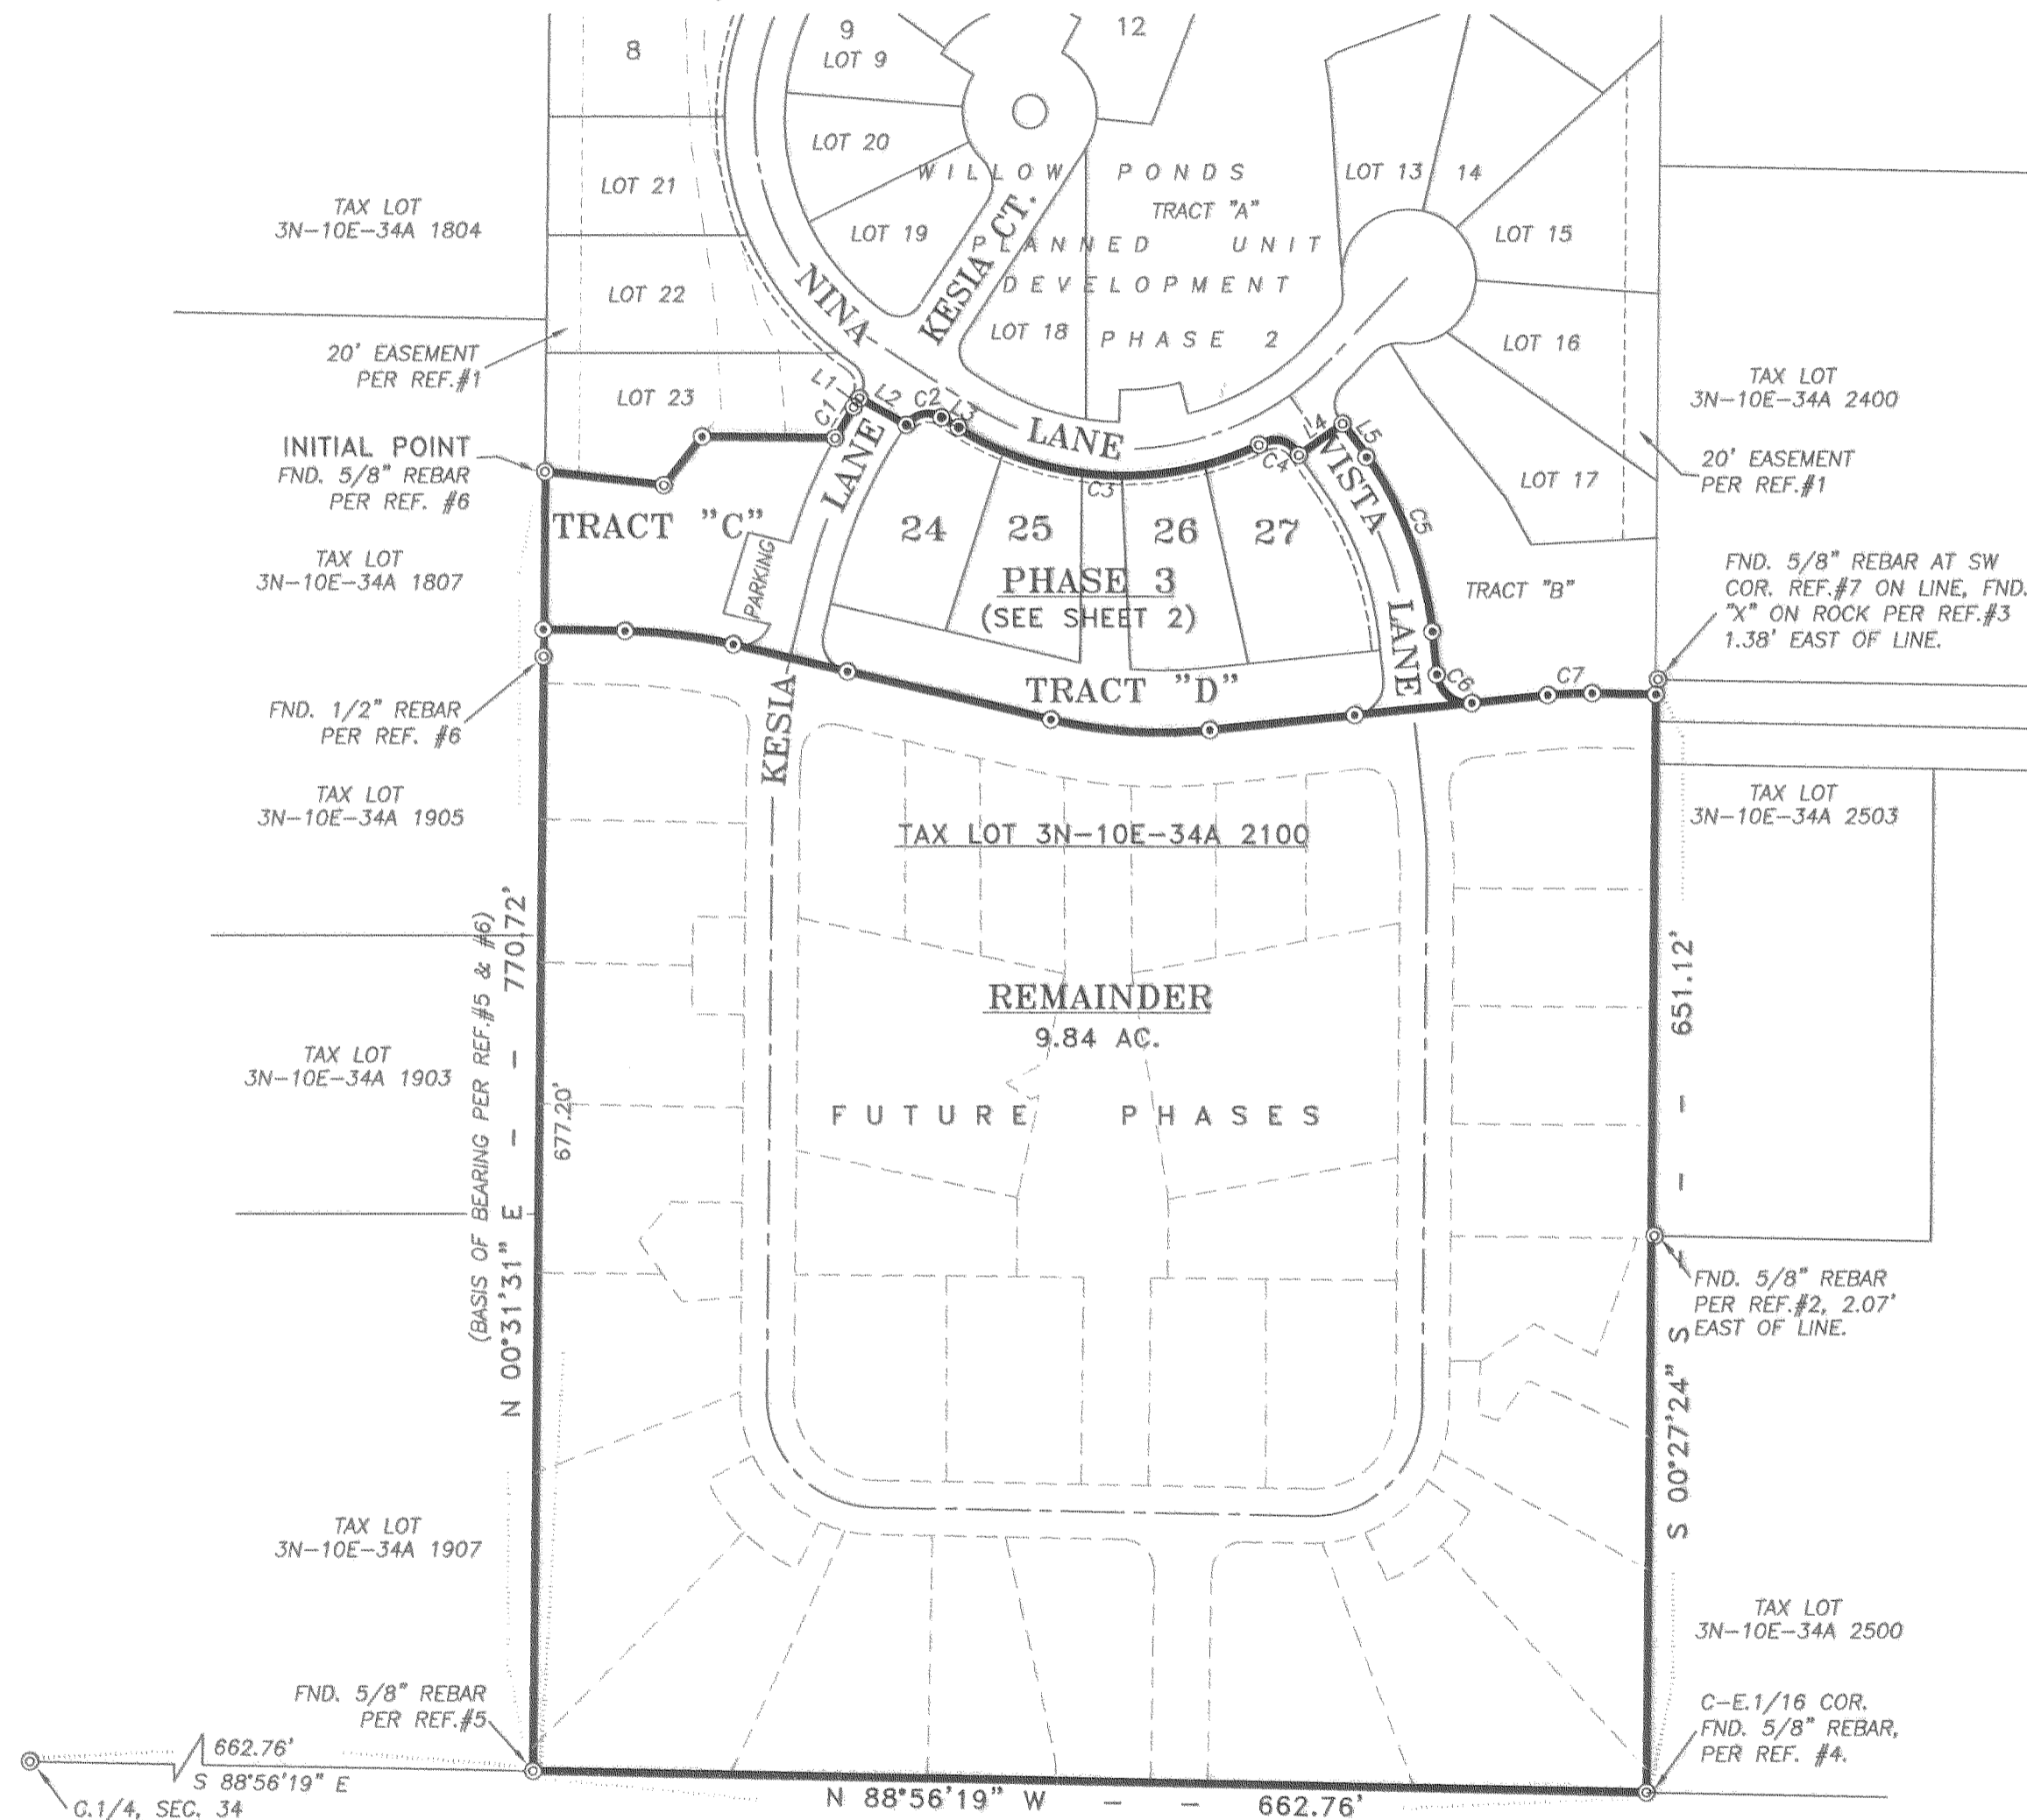 9
12
8
LOT 9
LOT 20
LOT 13
14
WILLOW PONDS
TRACT "A"
LOT 21
TAX LOT
3N-10E-34A 1804
LOT 19
KESIA CT.
PLANNED UNIT
LOT 15
DEVELOPMENT
NINA
LOT 22
LOT 18
PHASE 2
LOT 16
20' EASEMENT
PER REF.#1
L1
C1
L2
C2
L3
LOT 23
LANE
L4
L5
TAX LOT
3N-10E-34A 2400
INITIAL POINT
FND. 5/8" REBAR
PER REF. #6
LANE
C3
C4
VISTA
C5
LOT 17
20' EASEMENT
PER REF.#1
TRACT "C"
24
25
26
27
PARKING
PHASE 3
(SEE SHEET 2)
TRACT "B"
TAX LOT
3N-10E-34A 1807
FND. 5/8" REBAR AT SW
COR. REF.#7 ON LINE, FND.
"X" ON ROCK PER REF.#3
1.38' EAST OF LINE.
LANE
C6
C7
TRACT "D"
KESIA
FND. 1/2" REBAR
PER REF. #6
TAX LOT
3N-10E-34A 1905
TAX LOT 3N-10E-34A 2100
TAX LOT
3N-10E-34A 2503
N 00°31'31" E - - 770.72'
(BASIS OF BEARING PER REF.#5 & #6)
677.20'
REMAINDER
9.84 AC.
S 00°27'24" S - - 651.12'
TAX LOT
3N-10E-34A 1903
FUTURE PHASES
FND. 5/8" REBAR
PER REF.#2, 2.07'
EAST OF LINE.
TAX LOT
3N-10E-34A 1907
TAX LOT
3N-10E-34A 2500
FND. 5/8" REBAR
PER REF.#5
C-E.1/16 COR.
FND. 5/8" REBAR,
PER REF. #4.
662.76'
S 88°56'19" E
C.1/4, SEC. 34
N 88°56'19" W - - 662.76'